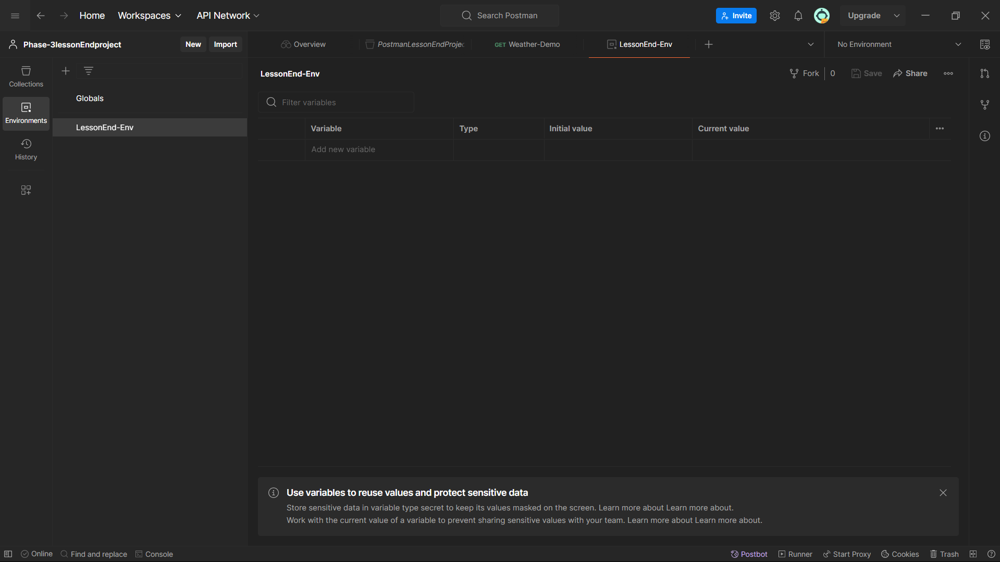 Home Workspaces API Network Search Postman Invite Upgrade
Phase-3lessonEndproject New Import Overview PostmanLessonEndProjec GET Weather-Demo LessonEnd-Env No Environment
Collections
Environments
History
Globals
LessonEnd-Env
LessonEnd-Env Fork 0 Save Share
Filter variables
Variable Type Initial value Current value
Add new variable
Use variables to reuse values and protect sensitive data
Store sensitive data in variable type secret to keep its values masked on the screen. Learn more about Learn more about.
Work with the current value of a variable to prevent sharing sensitive values with your team. Learn more about Learn more about.
Online Find and replace Console Postbot Runner Start Proxy Cookies Trash